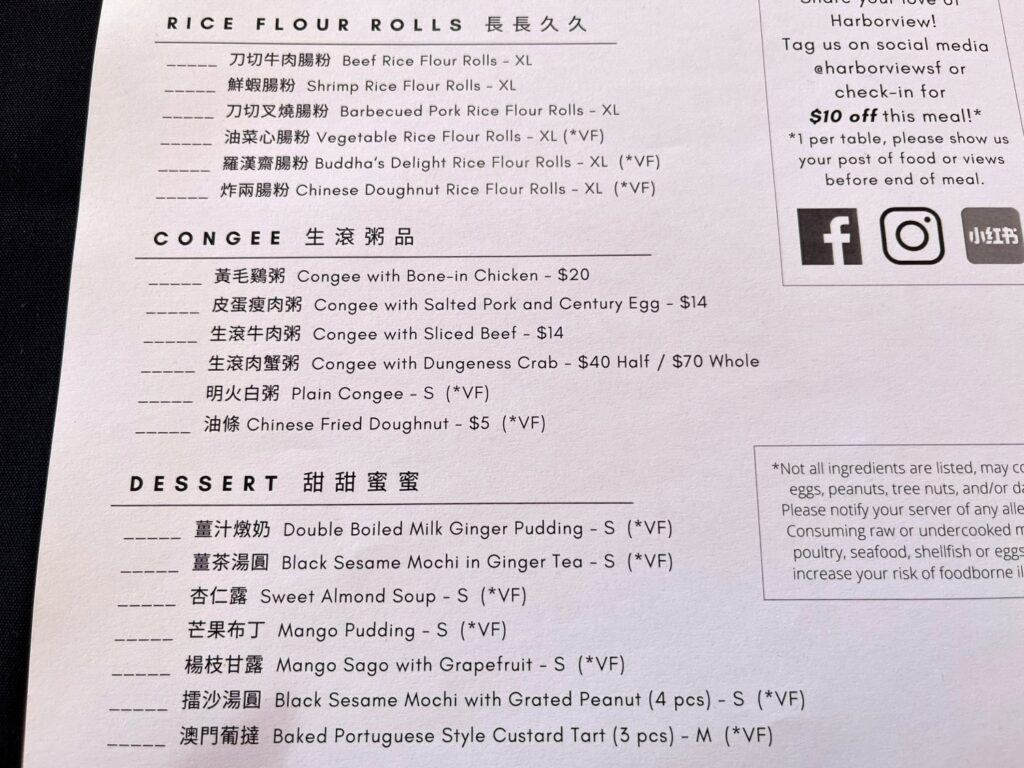 RICE FLOUR ROLLS 長長久久
_____ 刀切牛肉腸粉 Beef Rice Flour Rolls - XL
_____ 鮮蝦腸粉 Shrimp Rice Flour Rolls - XL
_____ 刀切叉燒腸粉 Barbecued Pork Rice Flour Rolls - XL
_____ 油菜心腸粉 Vegetable Rice Flour Rolls - XL (*VF)
_____ 羅漢齋腸粉 Buddha's Delight Rice Flour Rolls - XL (*VF)
_____ 炸兩腸粉 Chinese Doughnut Rice Flour Rolls - XL (*VF)
CONGEE 生滾粥品
_____ 黃毛鷄粥 Congee with Bone-in Chicken - $20
_____ 皮蛋瘦肉粥 Congee with Salted Pork and Century Egg - $14
_____ 生滾牛肉粥 Congee with Sliced Beef - $14
_____ 生滾肉蟹粥 Congee with Dungeness Crab - $40 Half / $70 Whole
_____ 明火白粥 Plain Congee - S (*VF)
_____ 油條 Chinese Fried Doughnut - $5 (*VF)
DESSERT 甜甜蜜蜜
_____ 薑汁燉奶 Double Boiled Milk Ginger Pudding - S (*VF)
_____ 薑茶湯圓 Black Sesame Mochi in Ginger Tea - S (*VF)
_____ 杏仁露 Sweet Almond Soup - S (*VF)
_____ 芒果布丁 Mango Pudding - S (*VF)
_____ 楊枝甘露 Mango Sago with Grapefruit - S (*VF)
_____ 擂沙湯圓 Black Sesame Mochi with Grated Peanut (4 pcs) - S (*VF)
_____ 澳門葡撻 Baked Portuguese Style Custard Tart (3 pcs) - M (*VF)
Share your love of
Harborview!
Tag us on social media
@harborviewsf or
check-in for
$10 off this meal!*
*1 per table, please show us
your post of food or views
before end of meal.
小红书
*Not all ingredients are listed, may
eggs, peanuts, tree nuts, and/or
Please notify your server of any
Consuming raw or undercooked
poultry, seafood, shellfish or eggs
increase your risk of foodborne